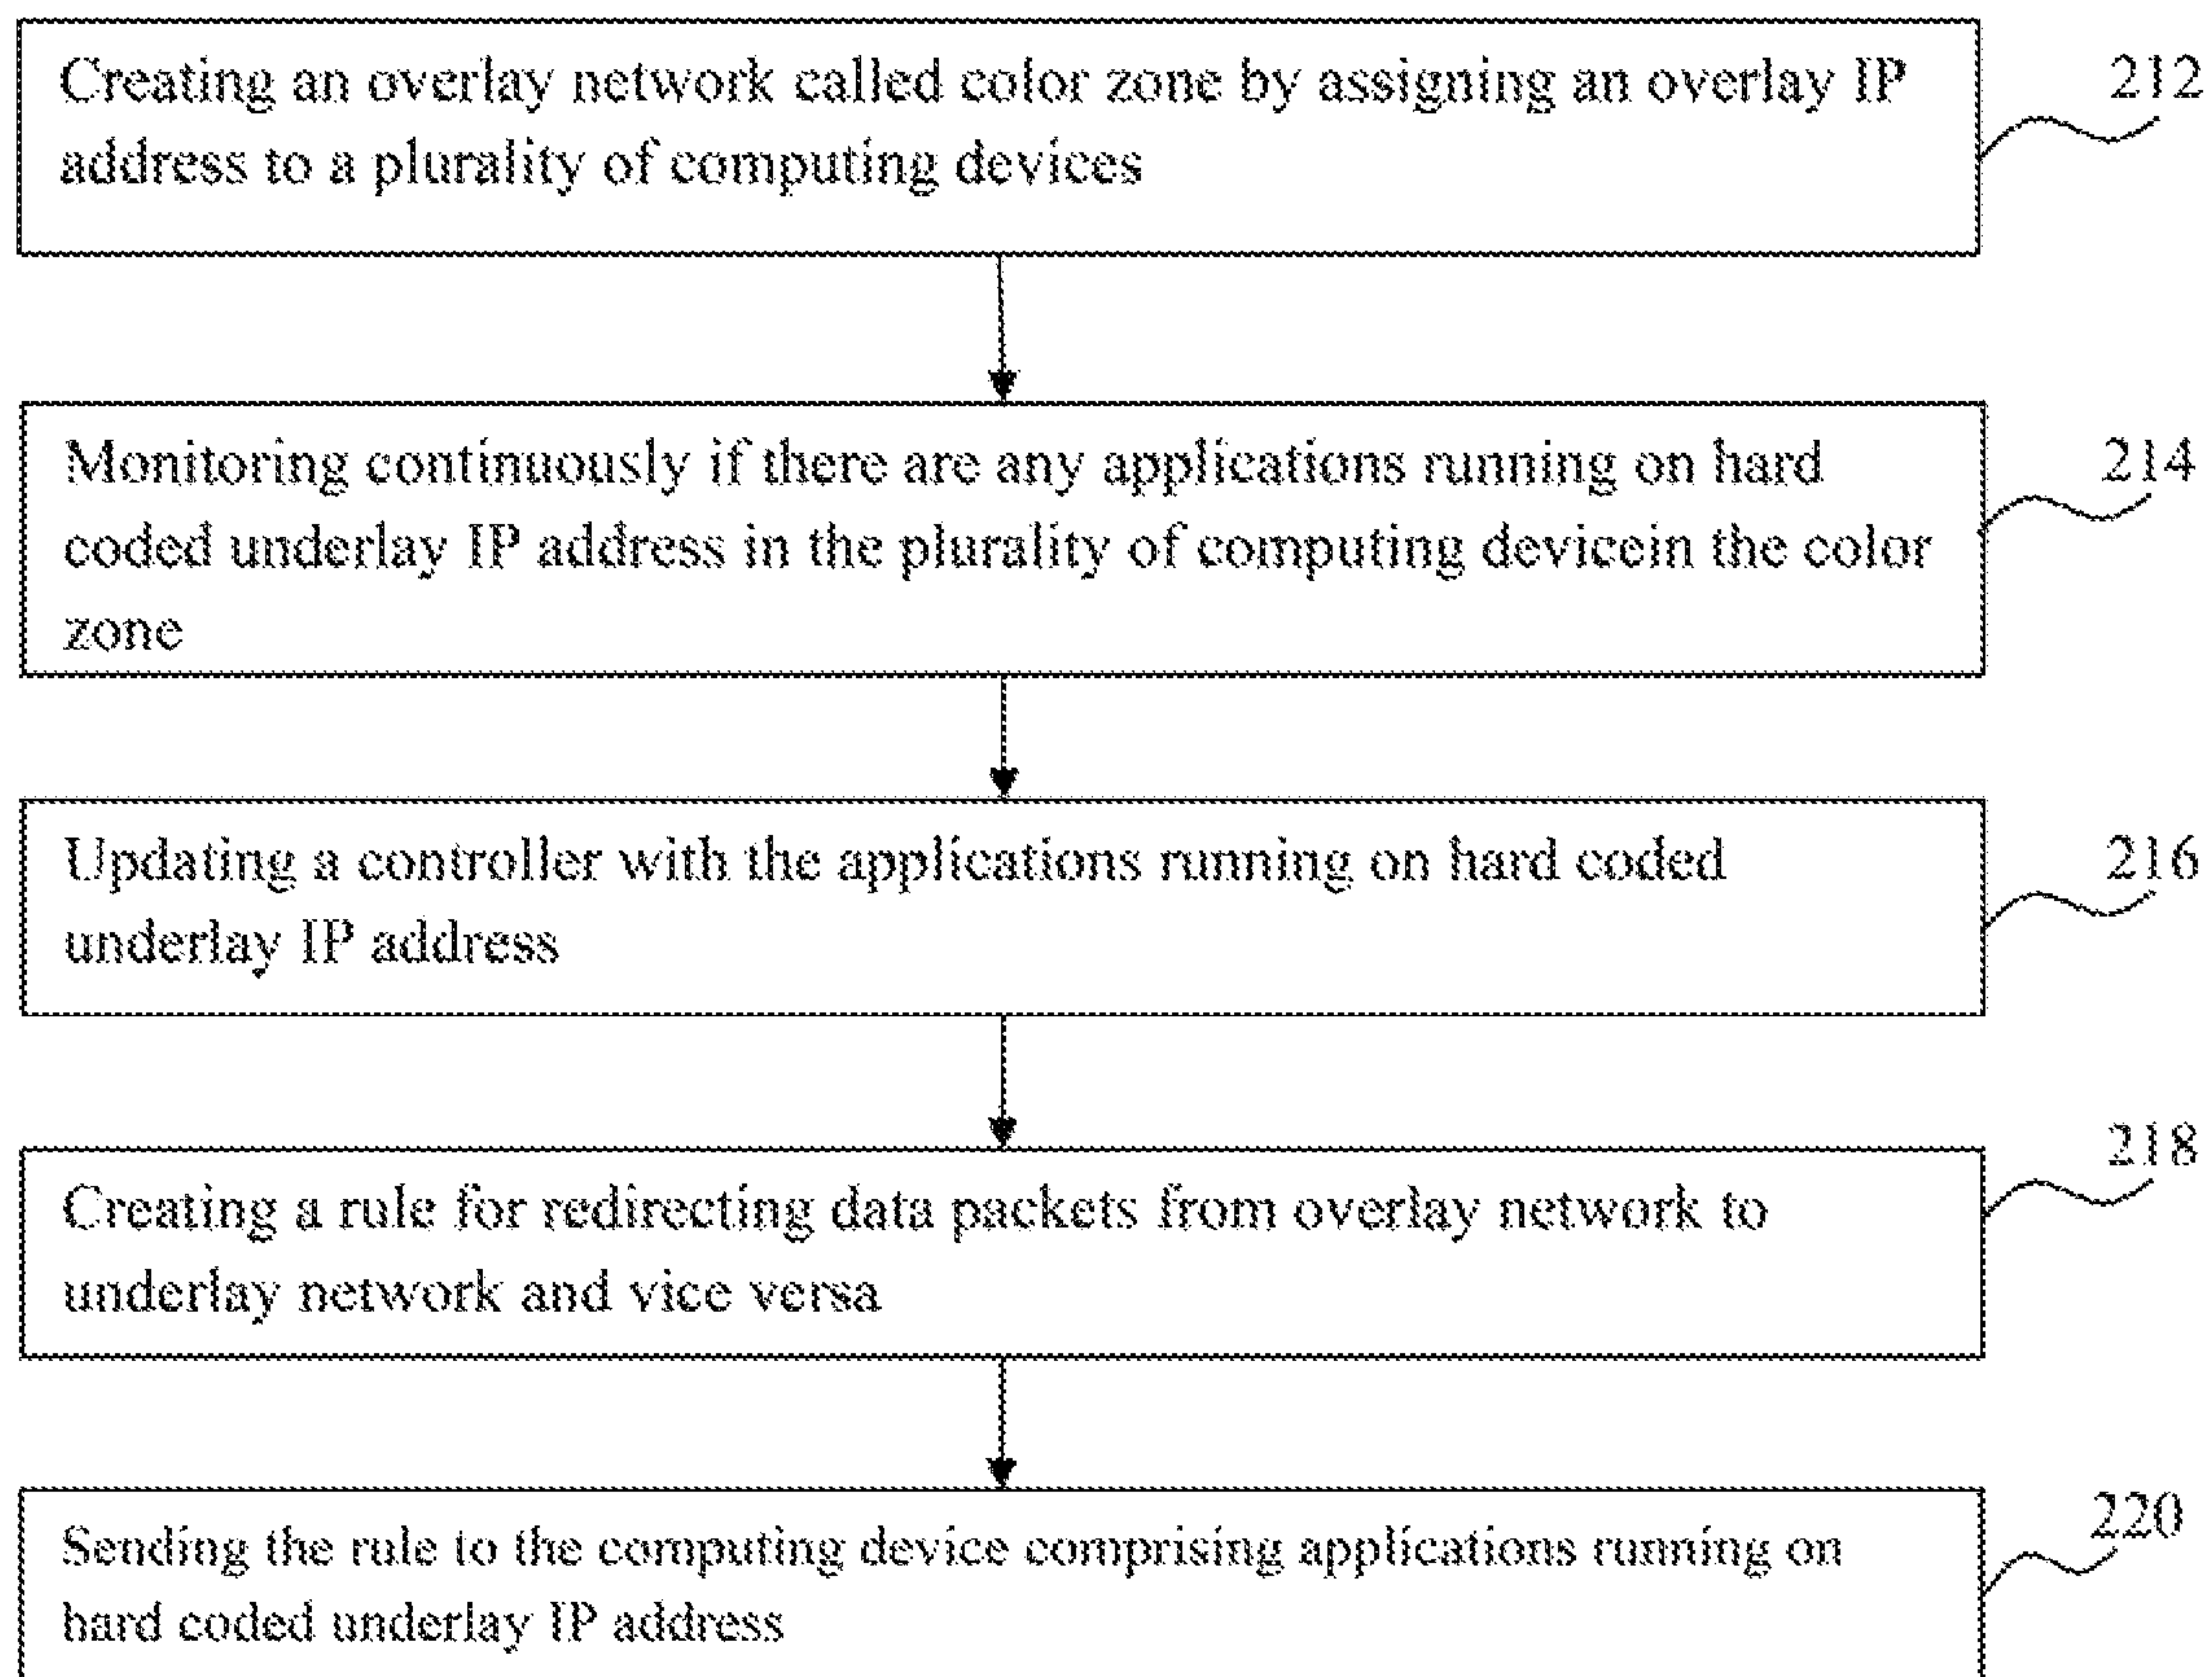 Creating an overlay network called color zone by assigning an overlay IP
address to a plurality of computing devices
212
Monitoring continuously if there are any applications running on hard
coded underlay IP address in the plurality of computing devicein the color
zone
214
Updating a controller with the applications running on hard coded
underlay IP address
216
Creating a rule for redirecting data packets from overlay network to
underlay network and vice versa
218
Sending the rule to the computing device comprising applications running on
hard coded underlay IP address
220